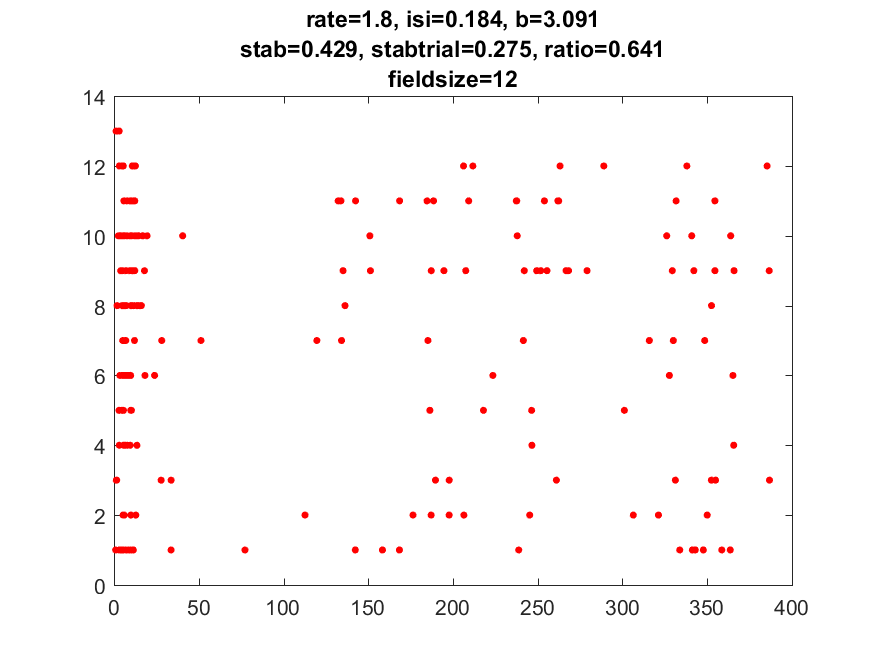 rate=1.8, isi=0.184, b=3.091
stab=0.429, stabtrial=0.275, ratio=0.641
fieldsize=12
14
12
10
8
6
4
2
0
0 50 100 150 200 250 300 350 400